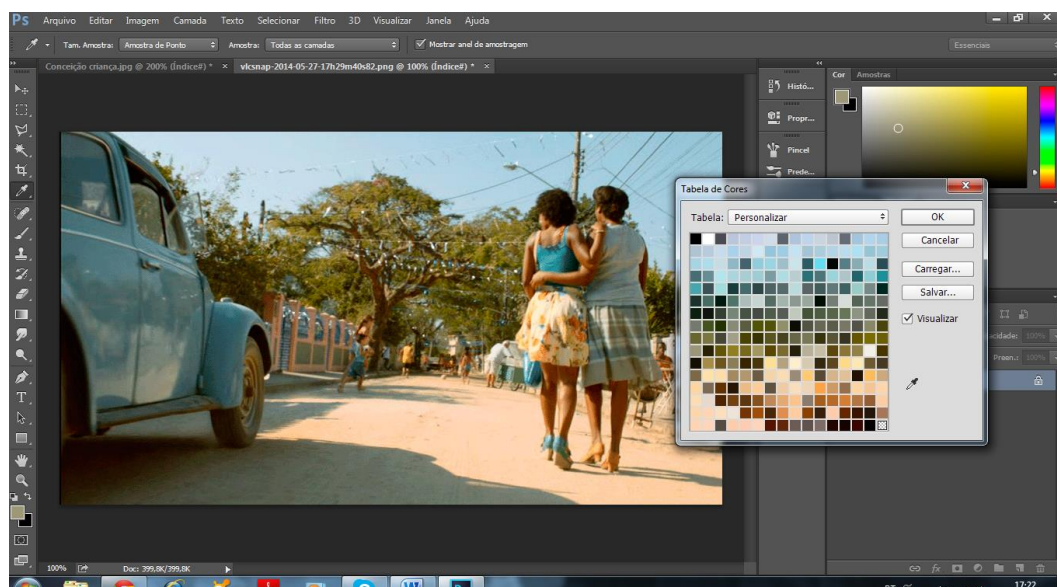 Ps Arquivo Editar Imagem Camada Texto Selecionar Filtro 3D Visualizar Janela Ajuda
Tam. Amostra: Amostra de Ponto Amostra: Todas as camadas Mostrar anel de amostragem Essenciais
Conceição criança.jpg @ 200% (Índice#) * × vlcsnap-2014-05-27-17h29m40s82.png @ 100% (Índice#) * ×
Histó...
Propr...
Pincel
Prede...
Cor Amostras
Tabela de Cores
Tabela: Personalizar
OK
Cancelar
Carregar...
Salvar...
Visualizar
Preen.: 100%
100% Doc: 399,8K/399,8K
17:22